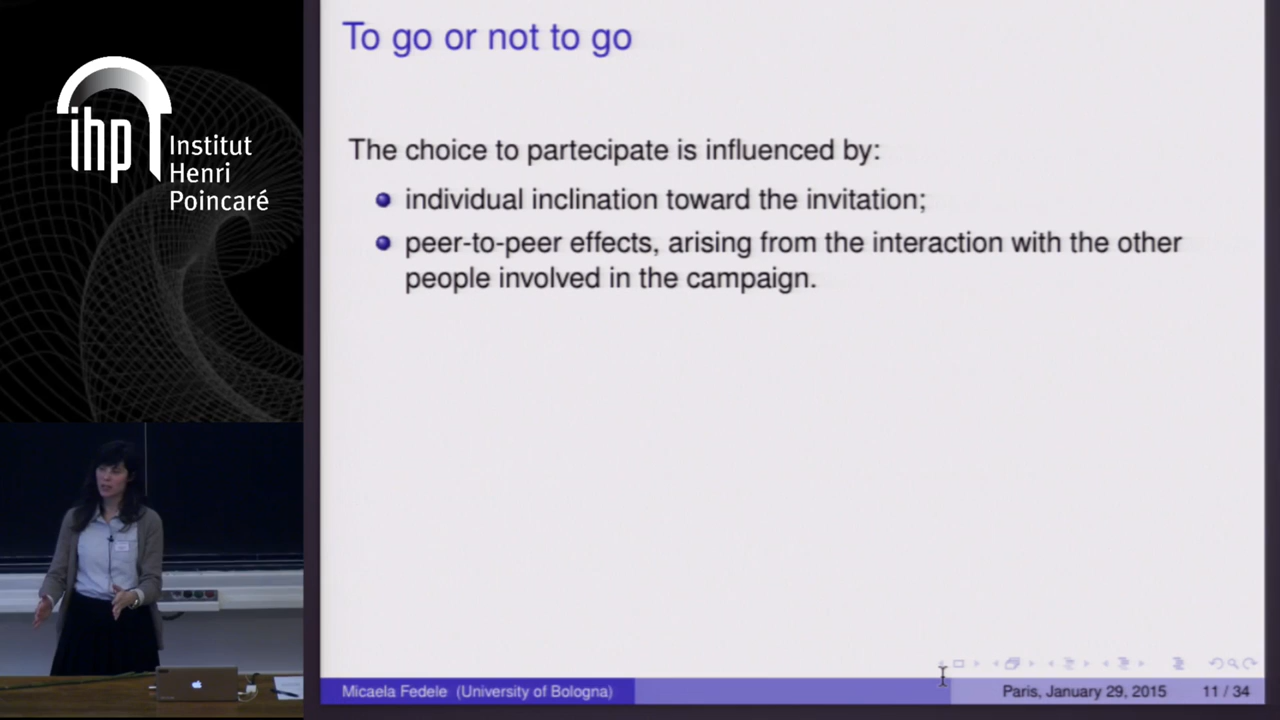 ihp
Institut
Henri
Poincaré
To go or not to go
The choice to partecipate is influenced by:
individual inclination toward the invitation;
peer-to-peer effects, arising from the interaction with the other
people involved in the campaign.
Micaela Fedele (University of Bologna)
Paris, January 29, 2015
11 / 34